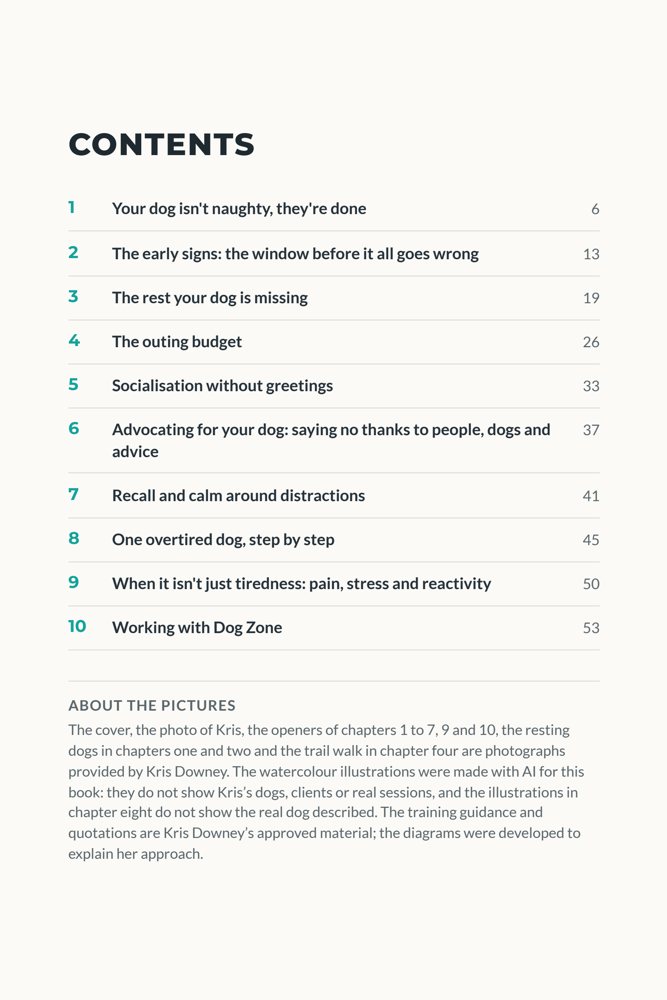 CONTENTS
1 Your dog isn't naughty, they're done 6
2 The early signs: the window before it all goes wrong 13
3 The rest your dog is missing 19
4 The outing budget 26
5 Socialisation without greetings 33
6 Advocating for your dog: saying no thanks to people, dogs and 37
advice
7 Recall and calm around distractions 41
8 One overtired dog, step by step 45
9 When it isn't just tiredness: pain, stress and reactivity 50
10 Working with Dog Zone 53
ABOUT THE PICTURES
The cover, the photo of Kris, the openers of chapters 1 to 7, 9 and 10, the resting
dogs in chapters one and two and the trail walk in chapter four are photographs
provided by Kris Downey. The watercolour illustrations were made with AI for this
book: they do not show Kris’s dogs, clients or real sessions, and the illustrations in
chapter eight do not show the real dog described. The training guidance and
quotations are Kris Downey’s approved material; the diagrams were developed to
explain her approach.